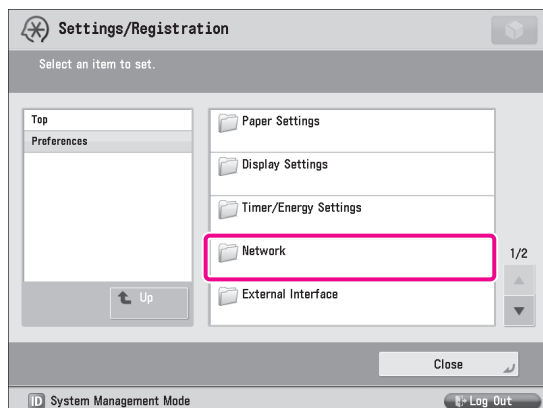 Settings/Registration
Select an item to set.
Top
Preferences
Up
Paper Settings
Display Settings
Timer/Energy Settings
Network
External Interface
1/2
Close
ID System Management Mode
Log Out